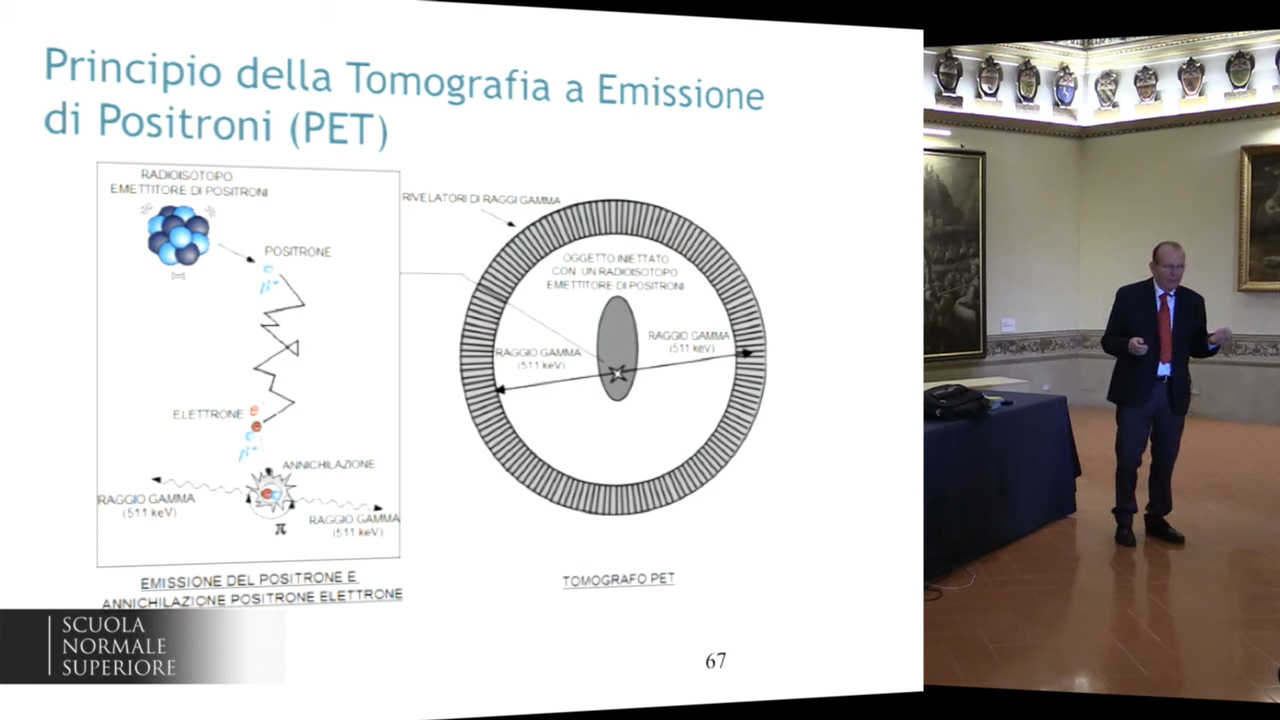 Principio della Tomografia a Emissione
di Positroni (PET)
RADIOISOTOPO
EMETTITORE DI POSITRONI
POSITRONE
β+
ELETTRONE
e-
β+
ANNICHILAZIONE
RAGGIO GAMMA
(511 keV)
RAGGIO GAMMA
(511 keV)
π
EMISSIONE DEL POSITRONE E
ANNICHILAZIONE POSITRONE ELETTRONE
RIVELATORI DI RAGGI GAMMA
OGGETTO INIETTATO
CON UN RADIOISOTOPO
EMETTITORE DI POSITRONI
RAGGIO GAMMA
(511 keV)
RAGGIO GAMMA
(511 keV)
TOMOGRAFO PET
67
SCUOLA
NORMALE
SUPERIORE